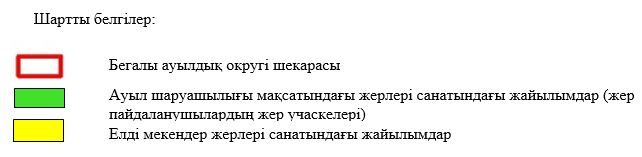 Шартты белгілер:
Бегалы ауылдық округі шекарасы
Ауыл шаруашылығы мақсатындағы жерлері санатындағы жайылымдар (жер
пайдаланушылардың жер учаскелері)
Елді мекендер жерлері санатындағы жайылымдар